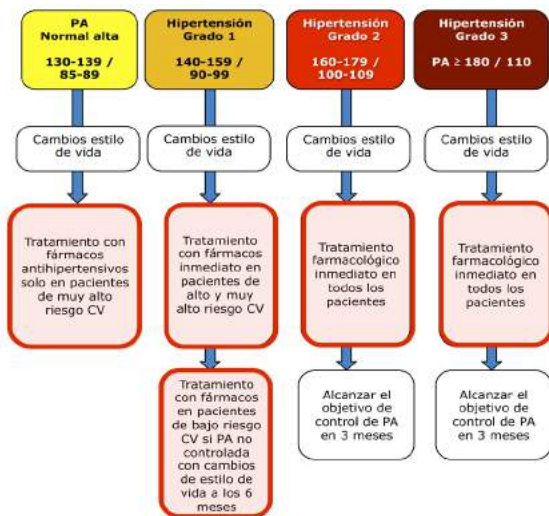 PA
Normal alta
130-139 /
85-89
Hipertensión
Grado 1
140-159 /
90-99
Hipertensión
Grado 2
160-179 /
100-109
Hipertensión
Grado 3
PA ≥ 180 / 110
Cambios estilo
de vida
Cambios estilo
de vida
Cambios estilo
de vida
Cambios estilo
de vida
Tratamiento con
fármacos
antihipertensivos
solo en pacientes
de muy alto
riesgo CV
Tratamiento
con fármacos
inmediato en
pacientes de
alto y muy
alto riesgo CV
Tratamiento
farmacológico
inmediato en
todos los
pacientes
Tratamiento
farmacológico
inmediato en
todos los
pacientes
Tratamiento
con fármacos
en pacientes
de bajo riesgo
CV si PA no
controlada
con cambios
de estilo de
vida a los 6
meses
Alcanzar el
objetivo de
control de PA
en 3 meses
Alcanzar el
objetivo de
control de PA
en 3 meses